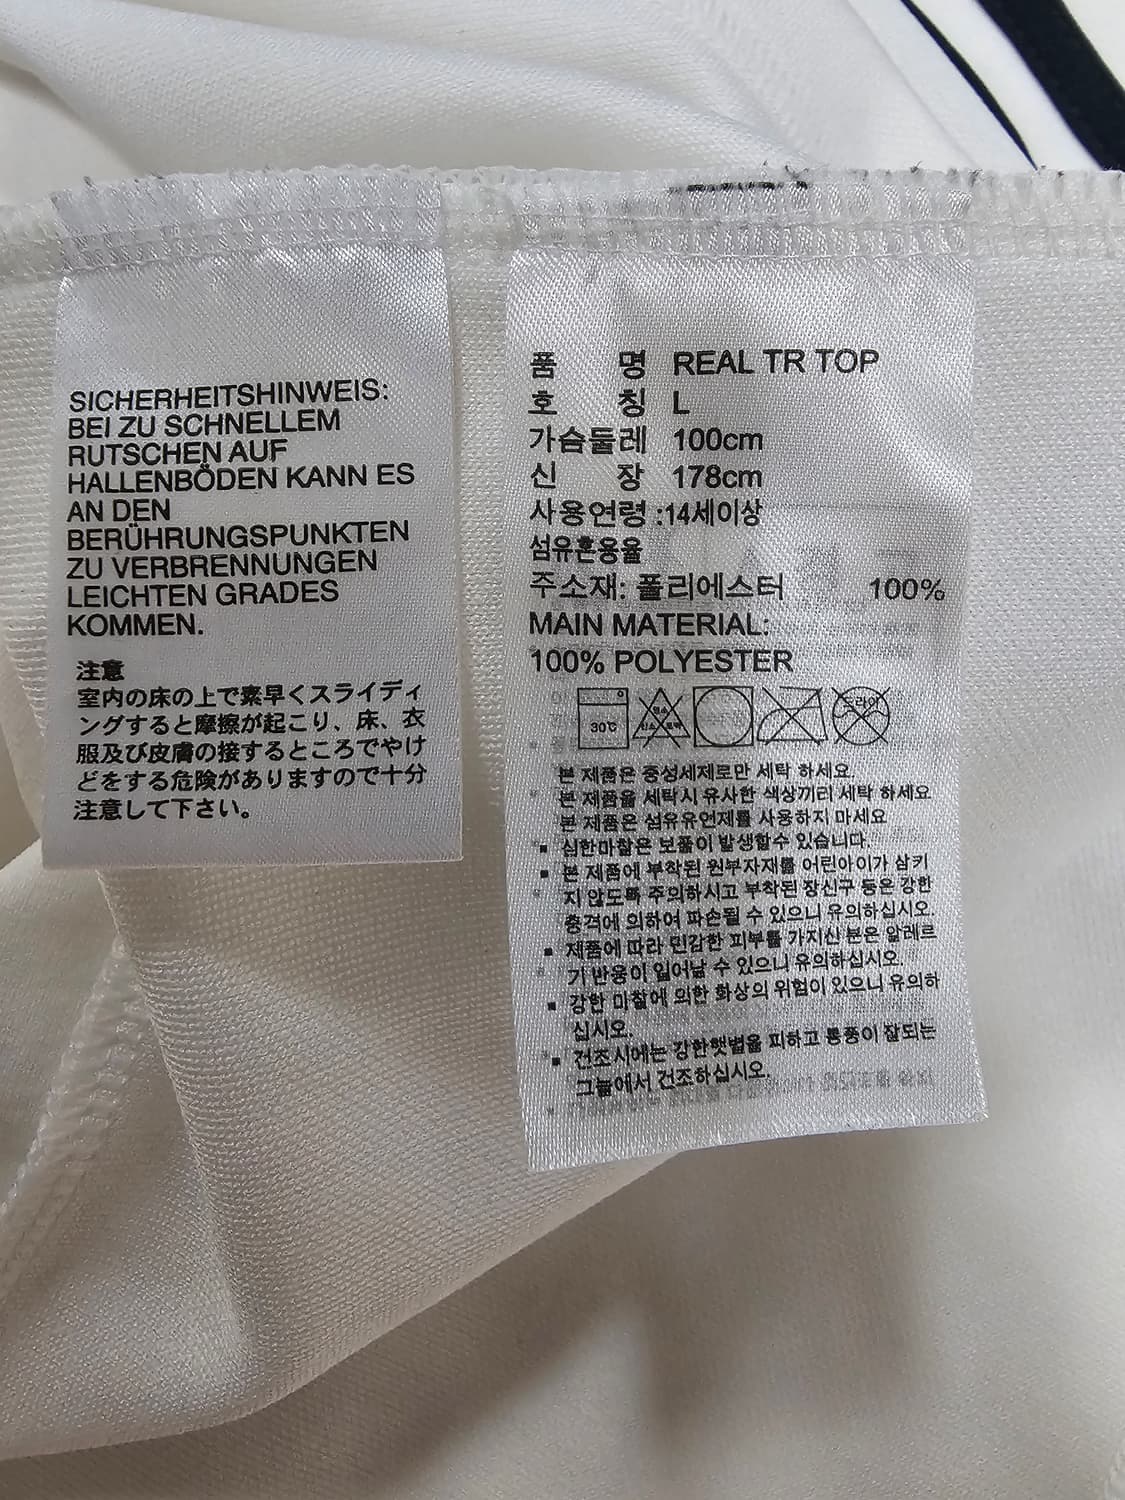 SICHERHEITSHINWEIS:
BEI ZU SCHNELLEM
RUTSCHEN AUF
HALLENBÖDEN KANN ES
AN DEN
BERÜHRUNGSPUNKTEN
ZU VERBRENNUNGEN
LEICHTEN GRADES
KOMMEN.
注意
室内の床の上で素早くスライディ
ングすると摩擦が起こり、床、衣
服及び皮膚の接するところでやけ
どをする危険がありますので十分
注意して下さい。
품 명 REAL TR TOP
호 칭 L
가슴둘레 100cm
신 장 178cm
사용연령 :14세이상
섬유혼용율
주소재: 폴리에스터 100%
MAIN MATERIAL:
100% POLYESTER
30℃ 드라이
본 제품은 중성세제로만 세탁 하세요.
본 제품을 세탁시 유사한 색상끼리 세탁 하세요
본 제품은 섬유유연제를 사용하지 마세요
▪ 심한마찰은 보풀이 발생할수 있습니다.
▪ 본 제품에 부착된 원부자재를 어린아이가 삼키
지 않도록 주의하시고 부착된 장신구 등은 강한
충격에 의하여 파손될 수 있으니 유의하십시오.
▪ 제품에 따라 민감한 피부를 가지신 분은 알레르
기 반응이 일어날 수 있으니 유의하십시오.
▪ 강한 마찰에 의한 화상의 위험이 있으니 유의하
십시오.
▪ 건조시에는 강한햇볕을 피하고 통풍이 잘되는
그늘에서 건조하십시오.